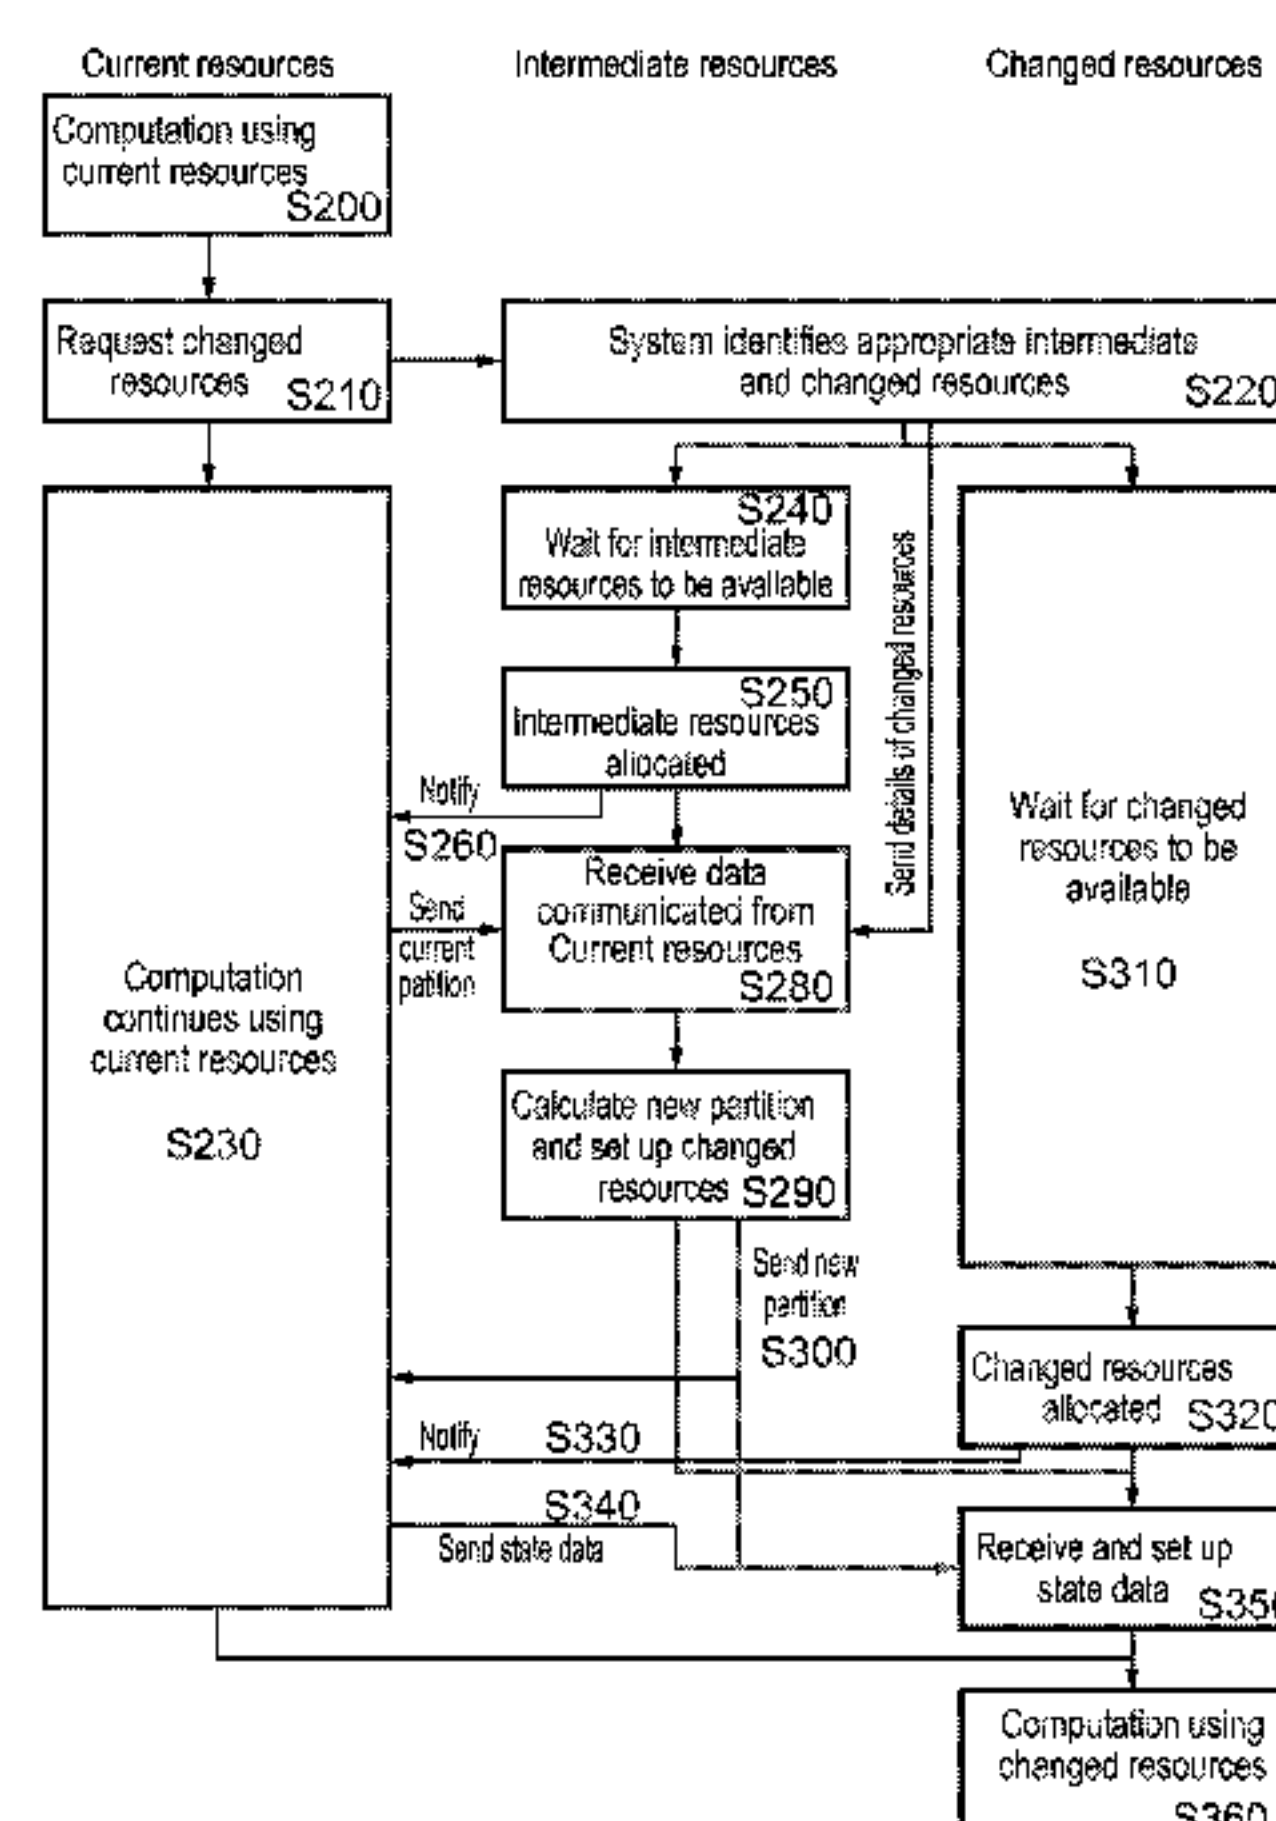 Current resources
Intermediate resources
Changed resources
Computation using
current resources
S200
Request changed
resources
S210
System identifies appropriate intermediate
and changed resources
S220
S240
Wait for intermediate
resources to be available
S250
Intermediate resources
allocated
Send details of changed resources
Notify
S260
Receive data
communicated from
Current resources
S280
Send
current
patition
Wait for changed
resources to be
available
S310
Computation
continues using
current resources
S230
Calculate new partition
and set up changed
resources S290
Send new
partition
S300
Changed resources
allocated S320
Notify S330
S340
Send state data
Receive and set up
state data
S350
Computation using
changed resources
S360